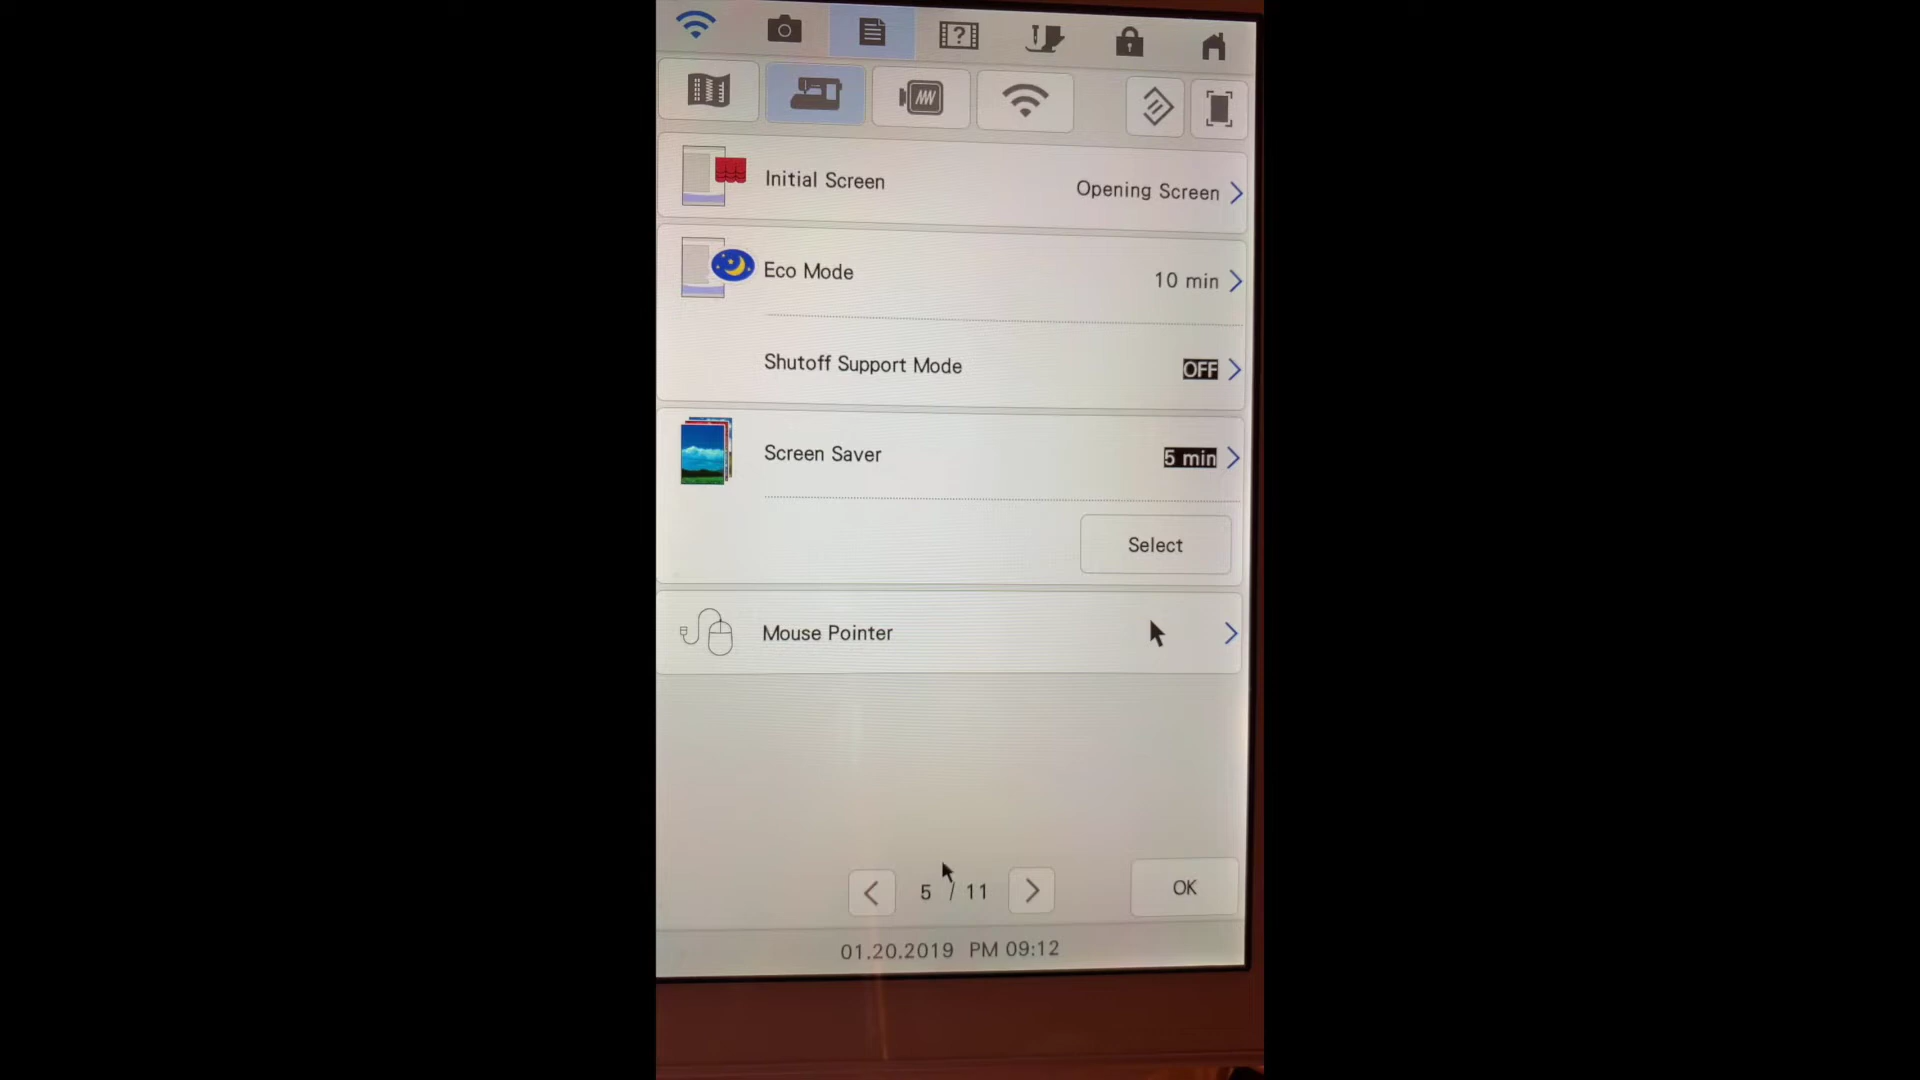 Initial Screen Opening Screen
Eco Mode 10 min
Shutoff Support Mode OFF
Screen Saver 5 min
Select
Mouse Pointer
5 / 11
OK
01.20.2019 PM 09:12